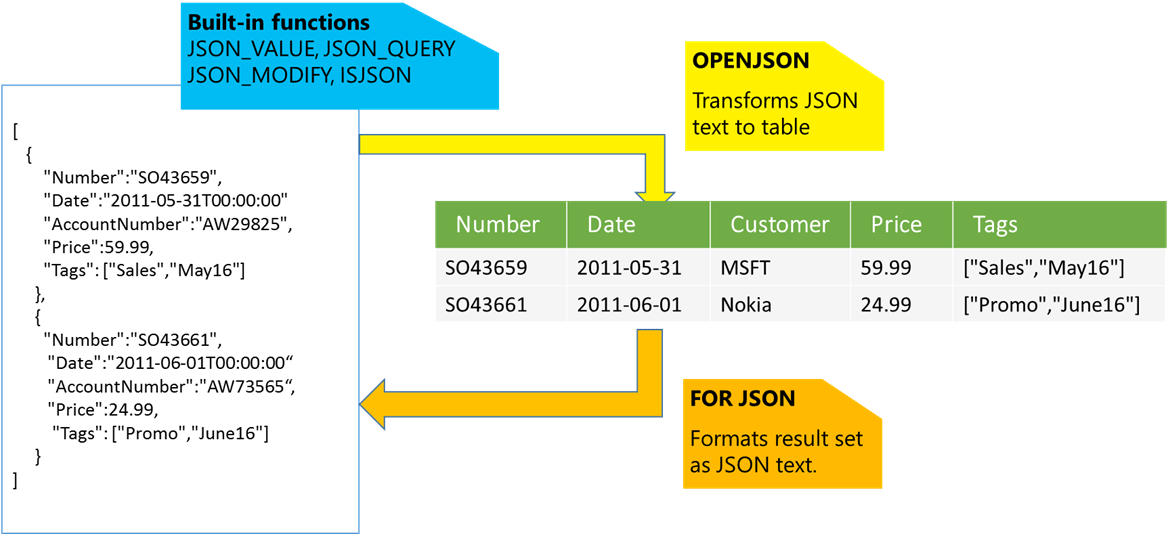 Built-in functions
JSON_VALUE, JSON_QUERY
JSON_MODIFY, ISJSON
OPENJSON
Transforms JSON
text to table
[
{
"Number":"SO43659",
"Date":"2011-05-31T00:00:00"
"AccountNumber":"AW29825",
"Price":59.99,
"Tags": ["Sales","May16"]
},
{
"Number":"SO43661",
"Date":"2011-06-01T00:00:00“
"AccountNumber":"AW73565“,
"Price":24.99,
"Tags": ["Promo","June16"]
}
]
Number Date Customer Price Tags
SO43659 2011-05-31 MSFT 59.99 ["Sales","May16"]
SO43661 2011-06-01 Nokia 24.99 ["Promo","June16"]
FOR JSON
Formats result set
as JSON text.